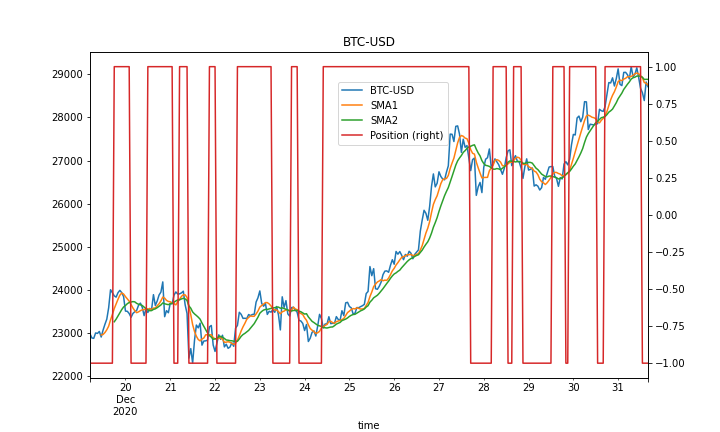 BTC-USD
29000
28000
27000
26000
25000
24000
23000
22000
BTC-USD
SMA1
SMA2
Position (right)
1.00
0.75
0.50
0.25
0.00
−0.25
−0.50
−0.75
−1.00
20 21 22 23 24 25 26 27 28 29 30 31
Dec
2020
time